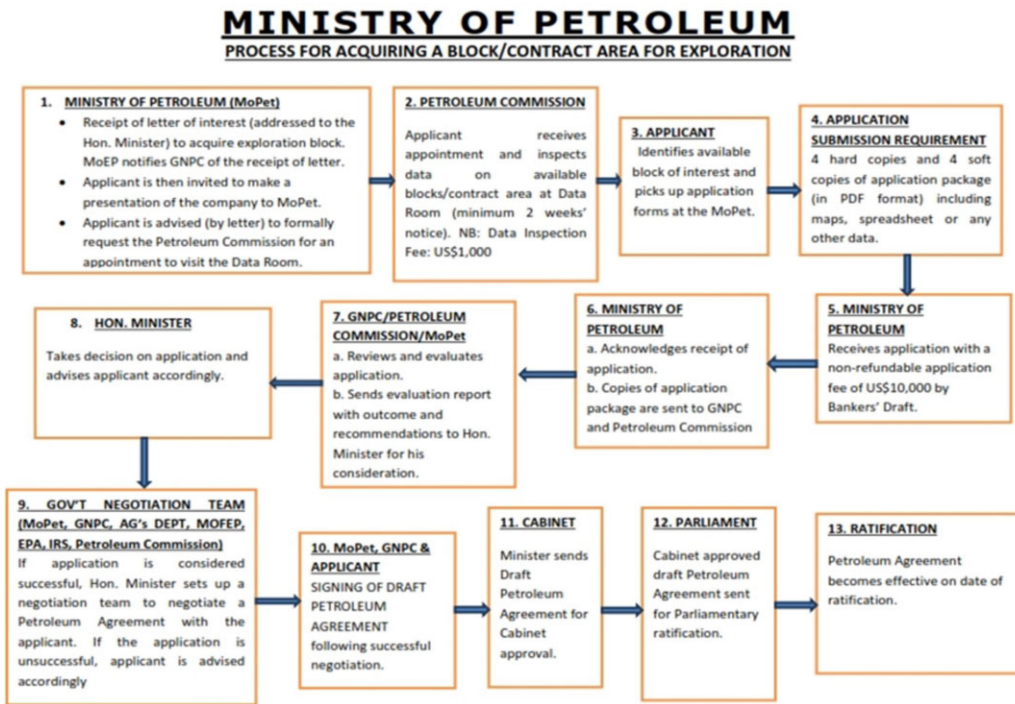 MINISTRY OF PETROLEUM
PROCESS FOR ACQUIRING A BLOCK/CONTRACT AREA FOR EXPLORATION
1. MINISTRY OF PETROLEUM (MoPet)
• Receipt of letter of interest (addressed to the
Hon. Minister) to acquire exploration block.
MoEP notifies GNPC of the receipt of letter.
• Applicant is then invited to make a
presentation of the company to MoPet.
• Applicant is advised (by letter) to formally
request the Petroleum Commission for an
appointment to visit the Data Room.
2. PETROLEUM COMMISSION
Applicant receives
appointment and inspects
data on available
blocks/contract area at Data
Room (minimum 2 weeks'
notice). NB: Data Inspection
Fee: US$1,000
3. APPLICANT
Identifies available
block of interest and
picks up application
forms at the MoPet.
4. APPLICATION
SUBMISSION REQUIREMENT
4 hard copies and 4 soft
copies of application package
(in PDF format) including
maps, spreadsheet or any
other data.
5. MINISTRY OF
PETROLEUM
Receives application with a
non-refundable application
fee of US$10,000 by
Bankers' Draft.
6. MINISTRY OF
PETROLEUM
a. Acknowledges receipt of
application.
b. Copies of application
package are sent to GNPC
and Petroleum Commission
7. GNPC/PETROLEUM
COMMISSION/MoPet
a. Reviews and evaluates
application.
b. Sends evaluation report
with outcome and
recommendations to Hon.
Minister for his
consideration.
8. HON. MINISTER
Takes decision on application and
advises applicant accordingly.
9. GOV'T NEGOTIATION TEAM
(MoPet, GNPC, AG's DEPT, MOFEP,
EPA, IRS, Petroleum Commission)
If application is considered
successful, Hon. Minister sets up a
negotiation team to negotiate a
Petroleum Agreement with the
applicant. If the application is
unsuccessful, applicant is advised
accordingly
10. MoPet, GNPC &
APPLICANT
SIGNING OF DRAFT
PETROLEUM
AGREEMENT
following successful
negotiation.
11. CABINET
Minister sends
Draft
Petroleum
Agreement for
Cabinet
approval.
12. PARLIAMENT
Cabinet approved
draft Petroleum
Agreement sent
for Parliamentary
ratification.
13. RATIFICATION
Petroleum Agreement
becomes effective on date of
ratification.